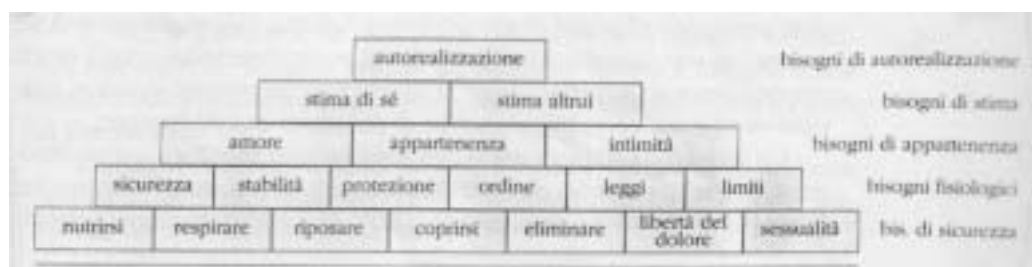 autorealizzazione bisogni di autorealizzazione
stima di sé stima altrui bisogni di stima
amore appartenenza intimità bisogni di appartenenza
sicurezza stabilità protezione ordine leggi limiti bisogni fisiologici
nutrirsi respirare riposare coprirsi eliminare libertà del dolore sessualità bis. di sicurezza